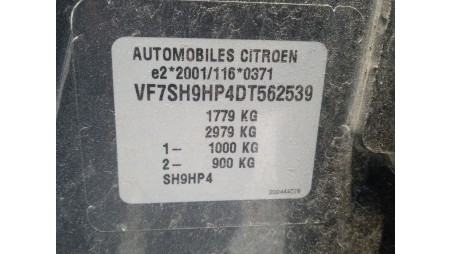 AUTOMOBILES CITROEN
e2*2001/116*0371
VF7SH9HP4DT562539
1779 KG
2979 KG
1- 1000 KG
2- 900 KG
SH9HP4